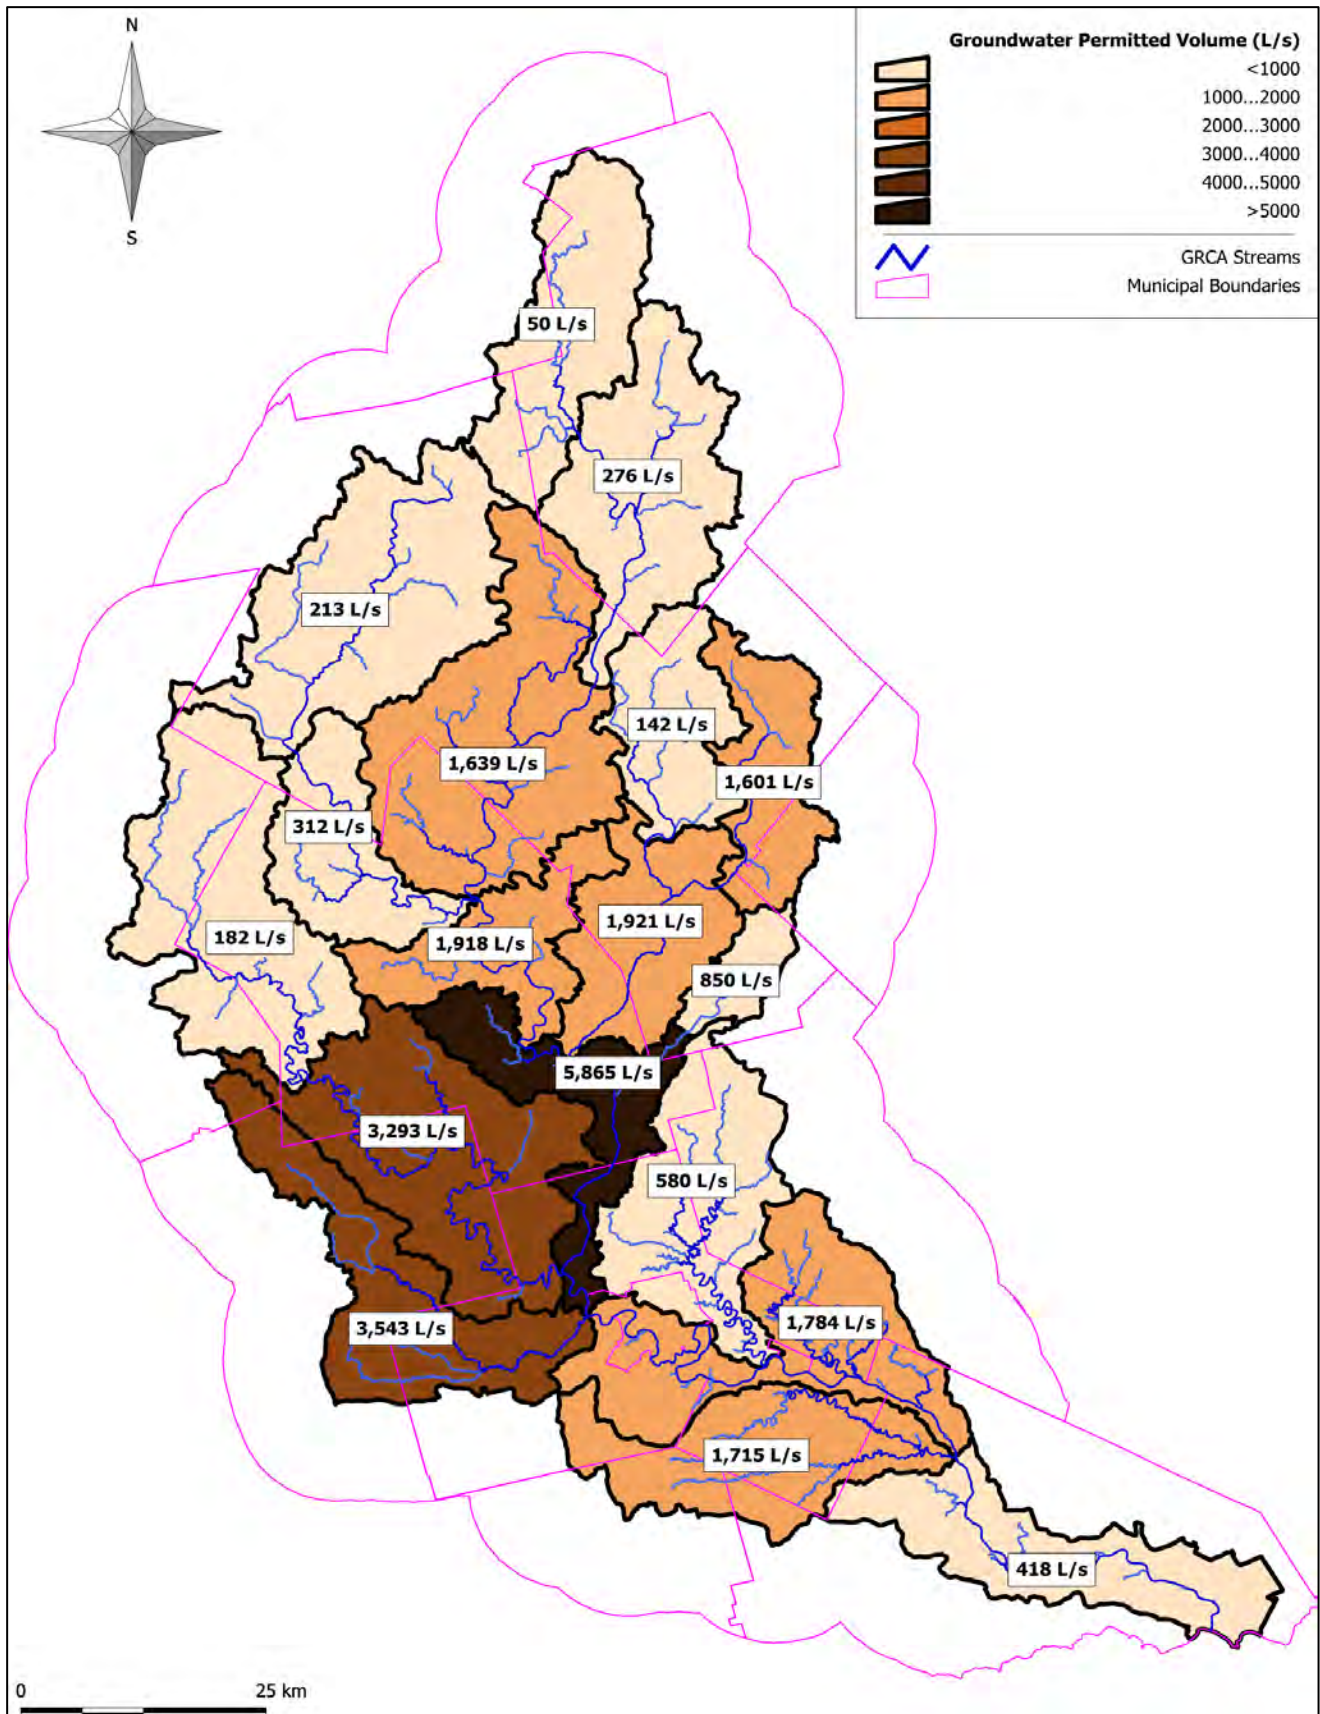 N
S
Groundwater Permitted Volume (L/s)
<1000
1000...2000
2000...3000
3000...4000
4000...5000
>5000
GRCA Streams
Municipal Boundaries
50 L/s
276 L/s
213 L/s
142 L/s
1,639 L/s
1,601 L/s
312 L/s
1,921 L/s
182 L/s
1,918 L/s
850 L/s
5,865 L/s
3,293 L/s
580 L/s
1,784 L/s
3,543 L/s
1,715 L/s
418 L/s
0
25 km